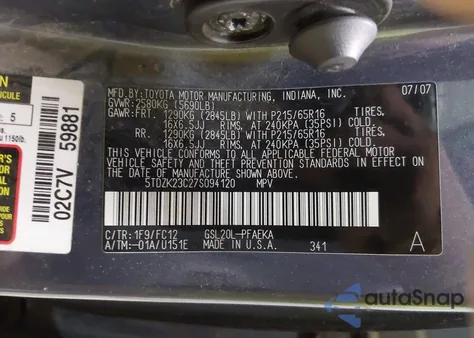 MFD.BY:TOYOTA MOTOR MANUFACTURING, INDIANA, INC. 07/07
GVWR:2580KG (5690LB)
GAWR:FRT. 1290KG (2845LB) WITH P215/65R16 TIRES.
16X6.5JJ RIMS. AT 240KPA (35PSI) COLD.
RR. 1290KG (2845LB) WITH P215/65R16 TIRES.
16X6.5JJ RIMS. AT 240KPA (35PSI) COLD.
THIS VEHICLE CONFORMS TO ALL APPLICABLE FEDERAL MOTOR
VEHICLE SAFETY, BUMPER, AND THEFT PREVENTION STANDARDS IN
EFFECT ON THE DATE OF MANUFACTURE SHOWN ABOVE.
5TDZK23C27S094120 MPV
C/TR:1F9/FC12 GSL20L-PFAEKA
A/TM:-01A/U151E MADE IN U.S.A. 341 A
02C7V 59881
5
1150lb.
autoSnap